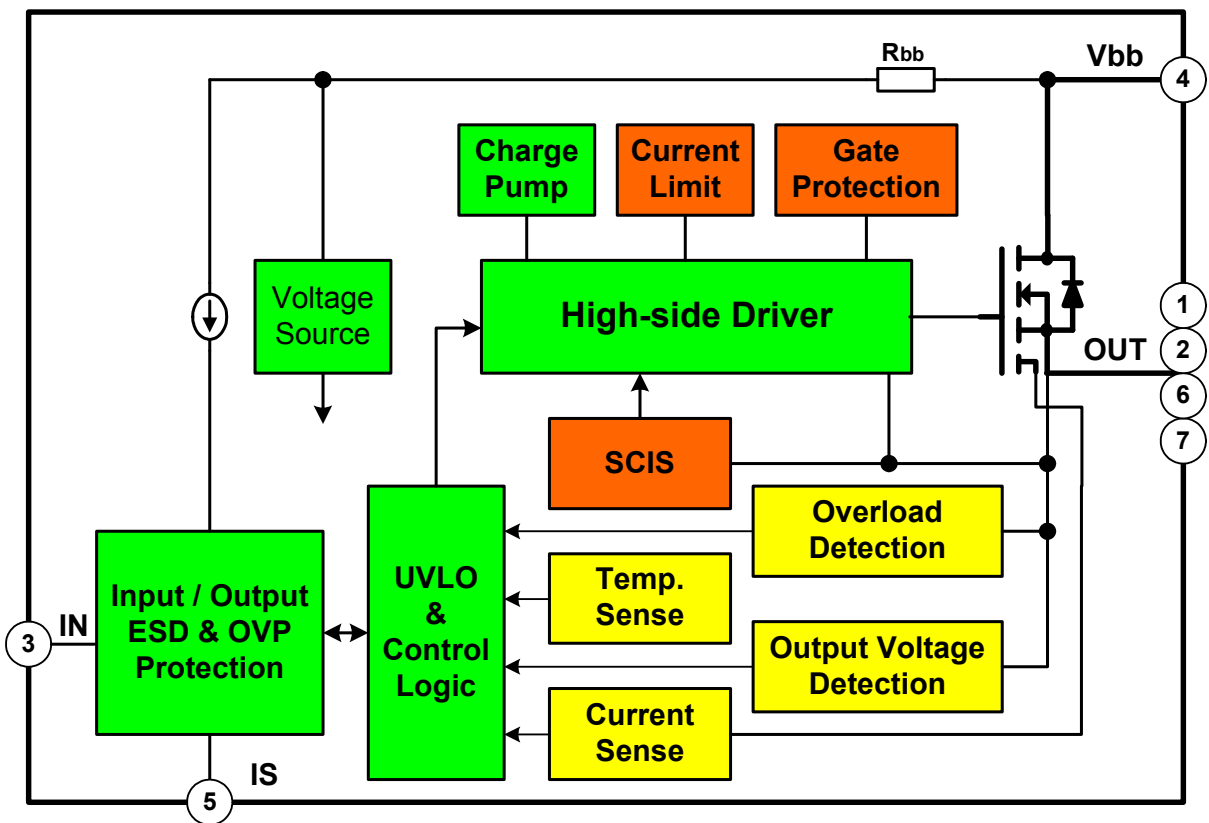 Rbb
Vbb
4
Charge
Pump
Current
Limit
Gate
Protection
Voltage
Source
High-side Driver
1
OUT
2
6
7
SCIS
Overload
Detection
UVLO
&
Control
Logic
Temp.
Sense
Input / Output
ESD & OVP
Protection
IN
3
Output Voltage
Detection
Current
Sense
IS
5